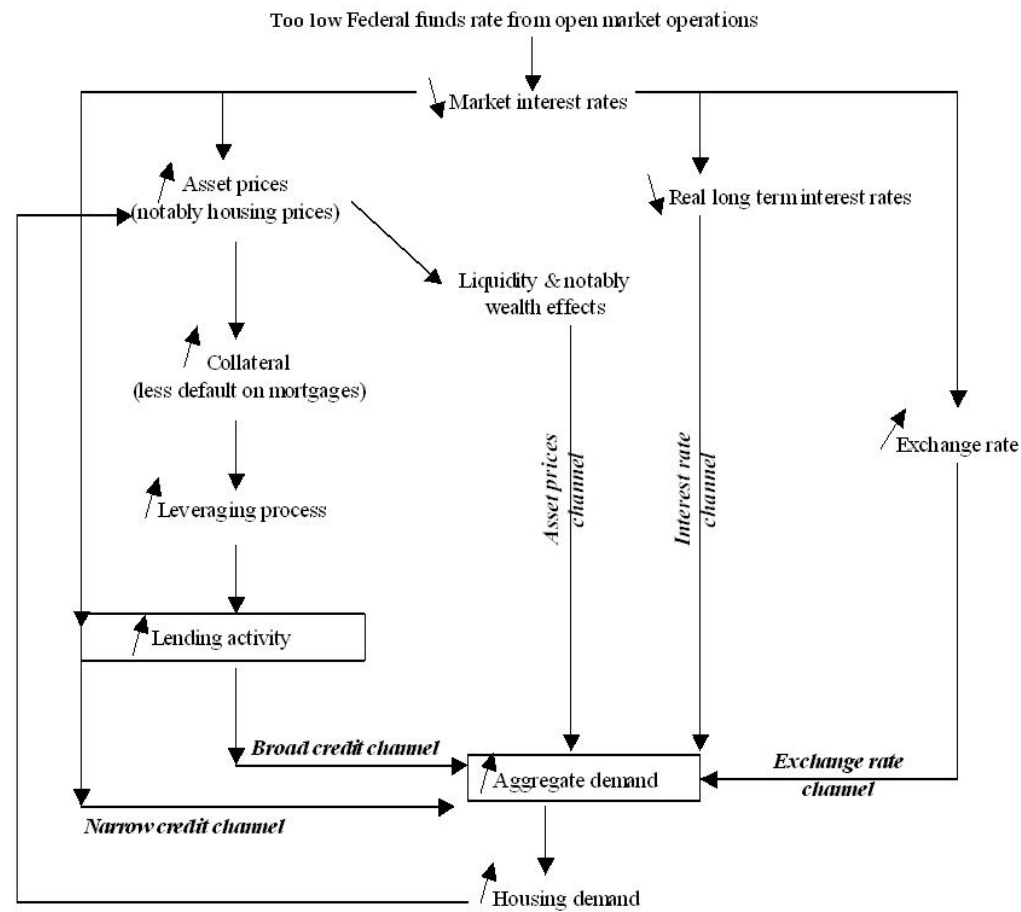 Too low Federal funds rate from open market operations
Market interest rates
Asset prices
(notably housing prices)
Real long term interest rates
Liquidity & notably
wealth effects
Collateral
(less default on mortgages)
Exchange rate
Asset prices
channel
Interest rate
channel
Leveraging process
Lending activity
Broad credit channel
Aggregate demand
Exchange rate
channel
Narrow credit channel
Housing demand